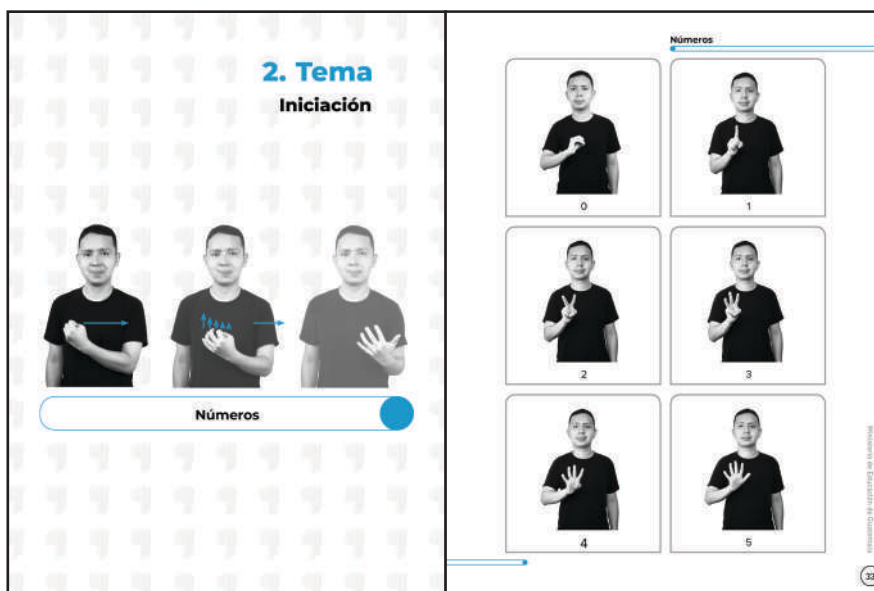 2. Tema
Iniciación
Números
Números
0
1
2
3
4
5
Ministerio de Educación de Guatemala
33